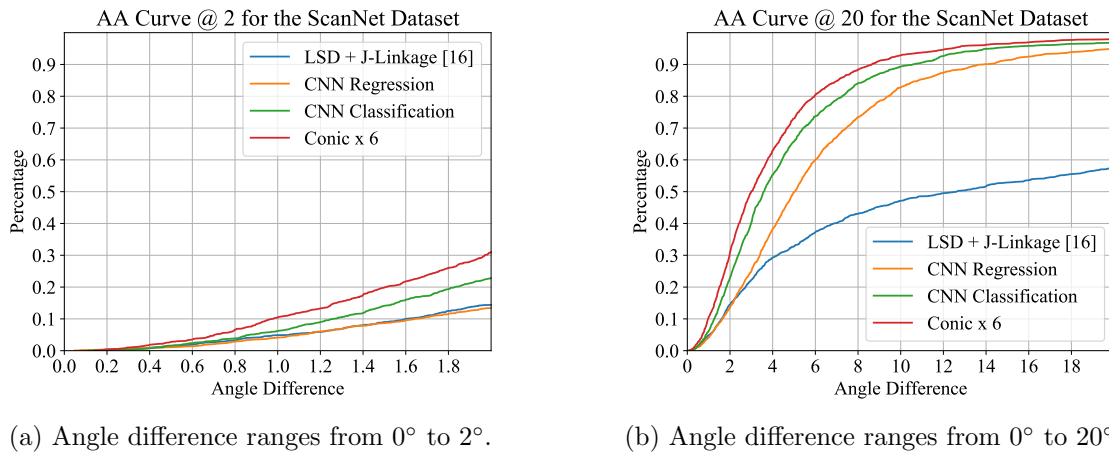 AA Curve @ 2 for the ScanNet Dataset
Percentage
0.9
0.8
0.7
0.6
0.5
0.4
0.3
0.2
0.1
0.0
LSD + J-Linkage [16]
CNN Regression
CNN Classification
Conic x 6
0.0 0.2 0.4 0.6 0.8 1.0 1.2 1.4 1.6 1.8
Angle Difference
(a) Angle difference ranges from 0° to 2°.
AA Curve @ 20 for the ScanNet Dataset
Percentage
0.9
0.8
0.7
0.6
0.5
0.4
0.3
0.2
0.1
0.0
LSD + J-Linkage [16]
CNN Regression
CNN Classification
Conic x 6
0 2 4 6 8 10 12 14 16 18
Angle Difference
(b) Angle difference ranges from 0° to 20°